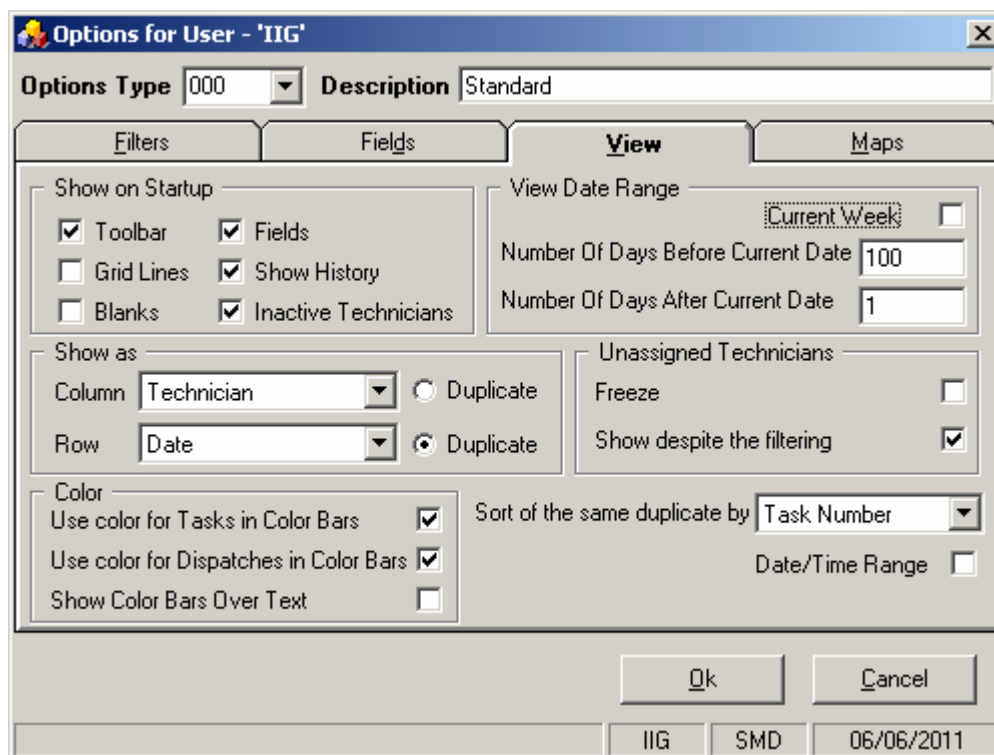 Options for User - 'IIG'
Options Type 000 Description Standard
Filters Fields View Maps
Show on Startup
Toolbar Fields
Grid Lines Show History
Blanks Inactive Technicians
View Date Range
Current Week
Number Of Days Before Current Date 100
Number Of Days After Current Date 1
Show as
Column Technician Duplicate
Row Date Duplicate
Unassigned Technicians
Freeze
Show despite the filtering
Color
Use color for Tasks in Color Bars
Use color for Dispatches in Color Bars
Show Color Bars Over Text
Sort of the same duplicate by Task Number
Date/Time Range
Ok Cancel
IIG SMD 06/06/2011